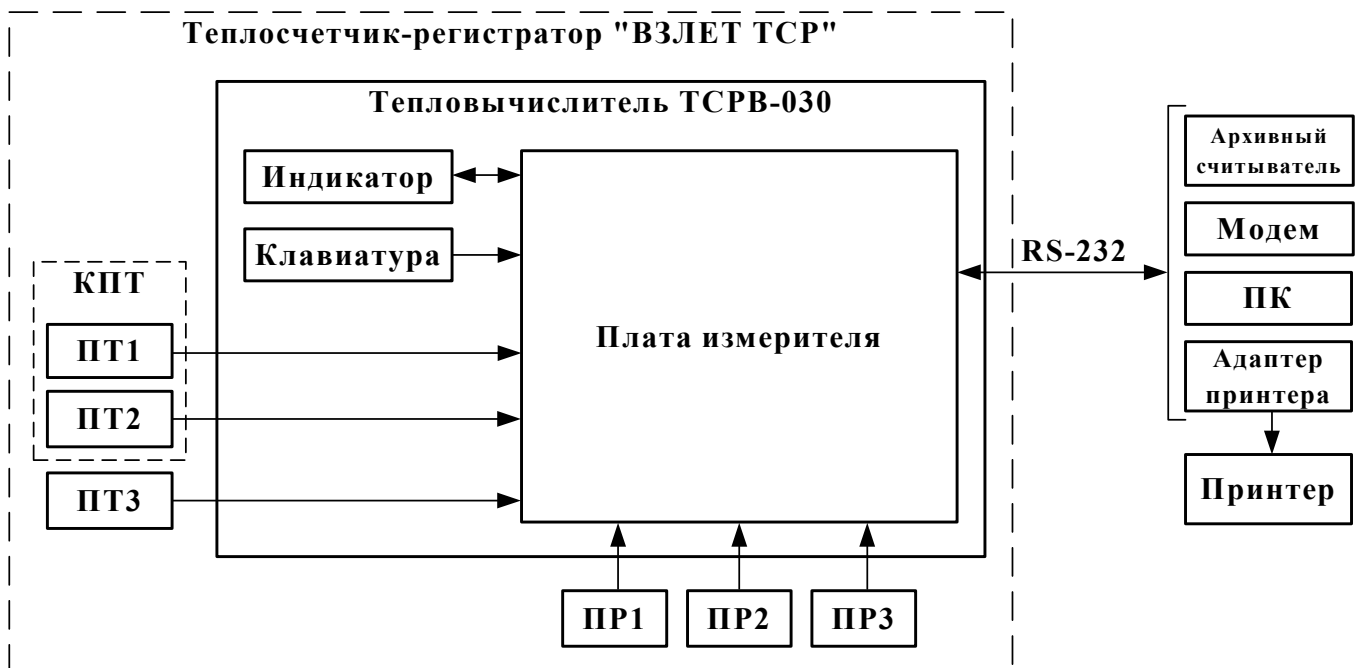 Теплосчетчик-регистратор "ВЗЛЕТ ТСР"
Тепловычислитель ТСРВ-030
Индикатор
Клавиатура
КПТ
ПТ1
ПТ2
ПТ3
Плата измерителя
ПР1
ПР2
ПР3
RS-232
Архивный
считыватель
Модем
ПК
Адаптер
принтера
Принтер